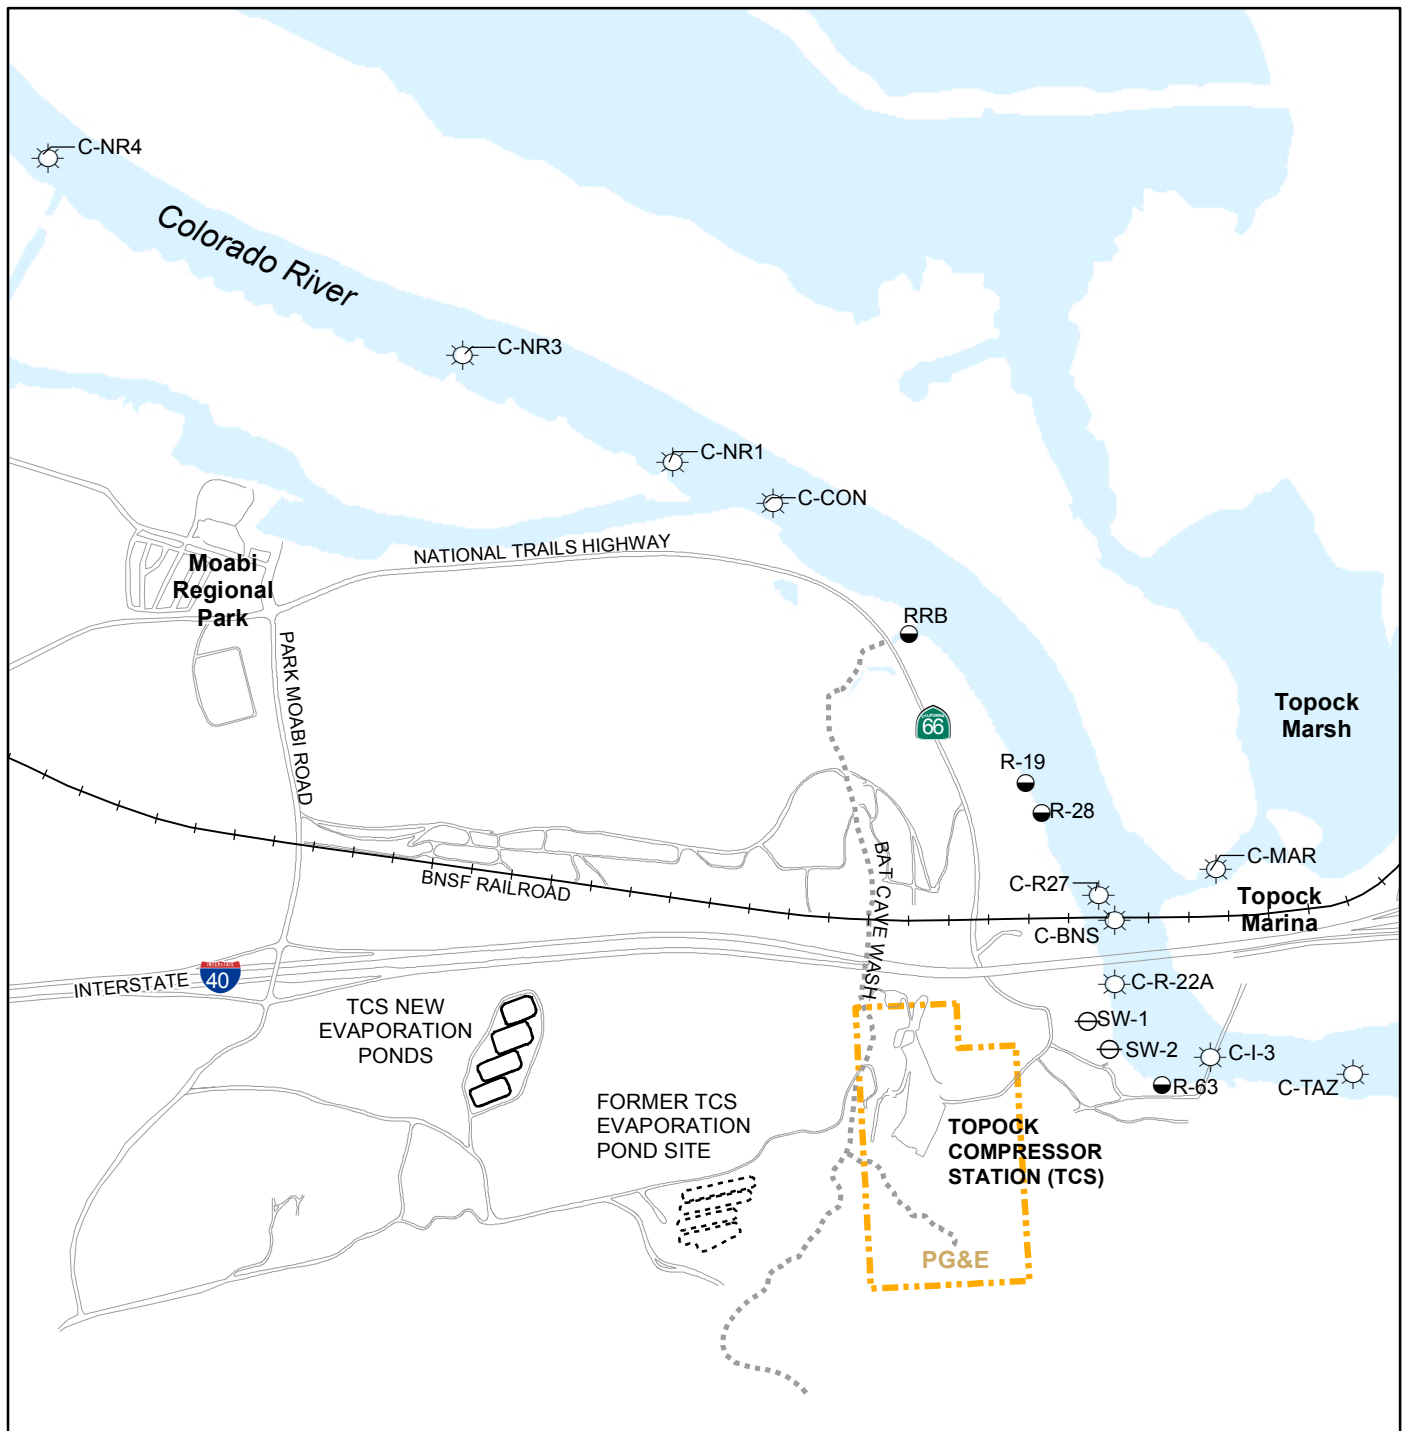 C-NR4
Colorado River
C-NR3
C-NR1
C-CON
NATIONAL TRAILS HIGHWAY
Moabi
Regional
Park
RRB
PARK MOABI ROAD
CALIFORNIA
66
Topock
Marsh
R-19
R-28
BAT CAVE WASH
C-MAR
C-R27
BNSF RAILROAD
Topock
Marina
C-BNS
INTERSTATE
40
C-R-22A
TCS NEW
EVAPORATION
PONDS
SW-1
SW-2
C-I-3
C-TAZ
R-63
FORMER TCS
EVAPORATION
POND SITE
TOPOCK
COMPRESSOR
STATION (TCS)
PG&E